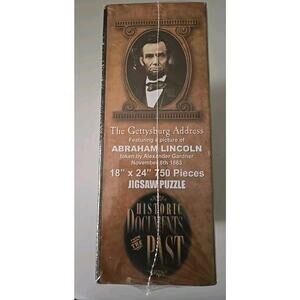 The Gettysburg Address
Featuring a picture of
ABRAHAM LINCOLN
taken by Alexander Gardner
November 8th 1863
18" x 24" 750 Pieces
JIGSAW PUZZLE
HISTORIC
DOCUMENTS
FROM THE
PAST